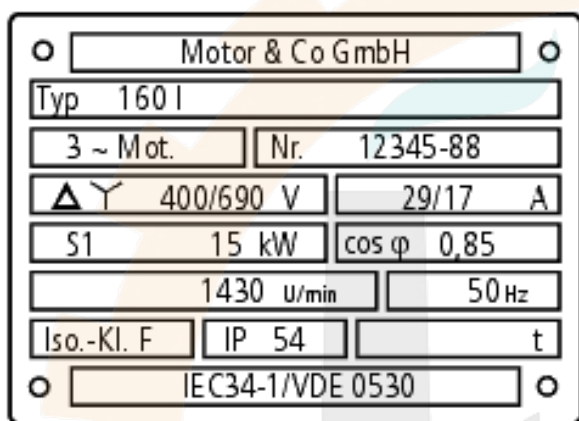 Motor & Co GmbH
Typ 160 l
3 ~ Mot. Nr. 12345-88
Δ Y 400/690 V 29/17 A
S1 15 kW cos φ 0,85
1430 U/min 50 Hz
Iso.-Kl. F IP 54 t
IEC34-1/VDE 0530